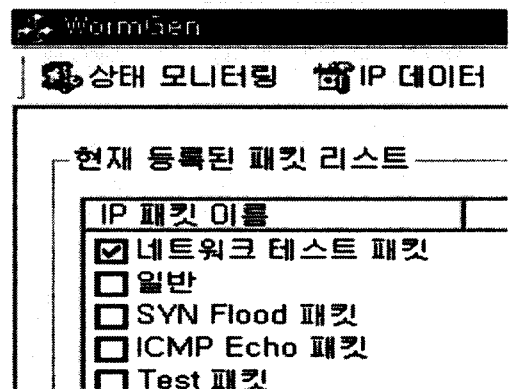 WormGen
상태 모니터링 IP 데이터
현재 등록된 패킷 리스트
IP 패킷 이름
네트워크 테스트 패킷
일반
SYN Flood 패킷
ICMP Echo 패킷
Test 패킷